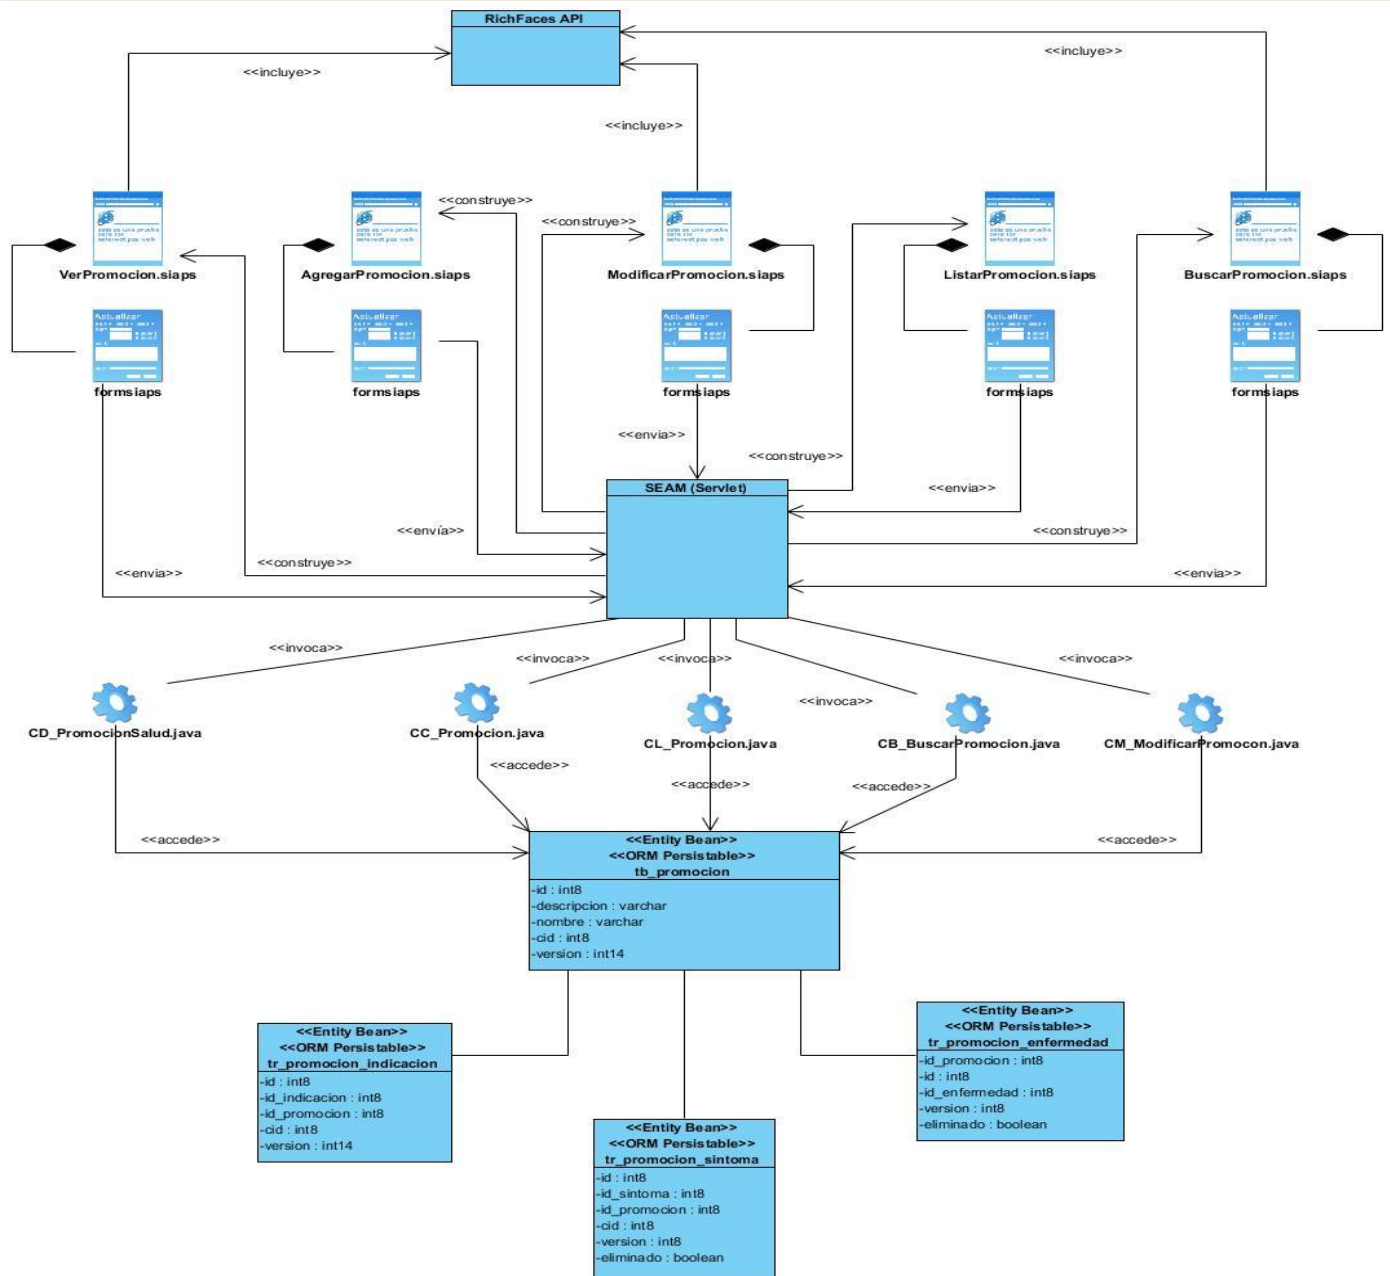 RichFaces API
<<incluye>>
<<incluye>>
<<incluye>>
<<construye>>
<<construye>>
VerPromocion.siaps
AgregarPromocion.siaps
ModificarPromocion.siaps
ListarPromocion.siaps
BuscarPromocion.siaps
Actualizar
Actualizar
Actualizar
Actualizar
Actualizar
formsiaps
formsiaps
formsiaps
formsiaps
formsiaps
<<envia>>
<<construye>>
SEAM (Servlet)
<<envia>>
<<envía>>
<<construye>>
<<construye>>
<<envia>>
<<envia>>
<<invoca>>
<<invoca>>
<<invoca>>
<<invoca>>
<<invoca>>
CD_PromocionSalud.java
CC_Promocion.java
CL_Promocion.java
CB_BuscarPromocion.java
CM_ModificarPromocon.java
<<accede>>
<<accede>>
<<accede>>
<<accede>>
<<accede>>
<<Entity Bean>>
<<ORM Persistable>>
tb_promocion
-id : int8
-descripcion : varchar
-nombre : varchar
-cid : int8
-version : int14
<<Entity Bean>>
<<ORM Persistable>>
tr_promocion_indicacion
-id : int8
-id_indicacion : int8
-id_promocion : int8
-cid : int8
-version : int14
<<Entity Bean>>
<<ORM Persistable>>
tr_promocion_enfermedad
-id_promocion : int8
-id : int8
-id_enfermedad : int8
-version : int8
-eliminado : boolean
<<Entity Bean>>
<<ORM Persistable>>
tr_promocion_sintoma
-id : int8
-id_sintoma : int8
-id_promocion : int8
-cid : int8
-version : int8
-eliminado : boolean